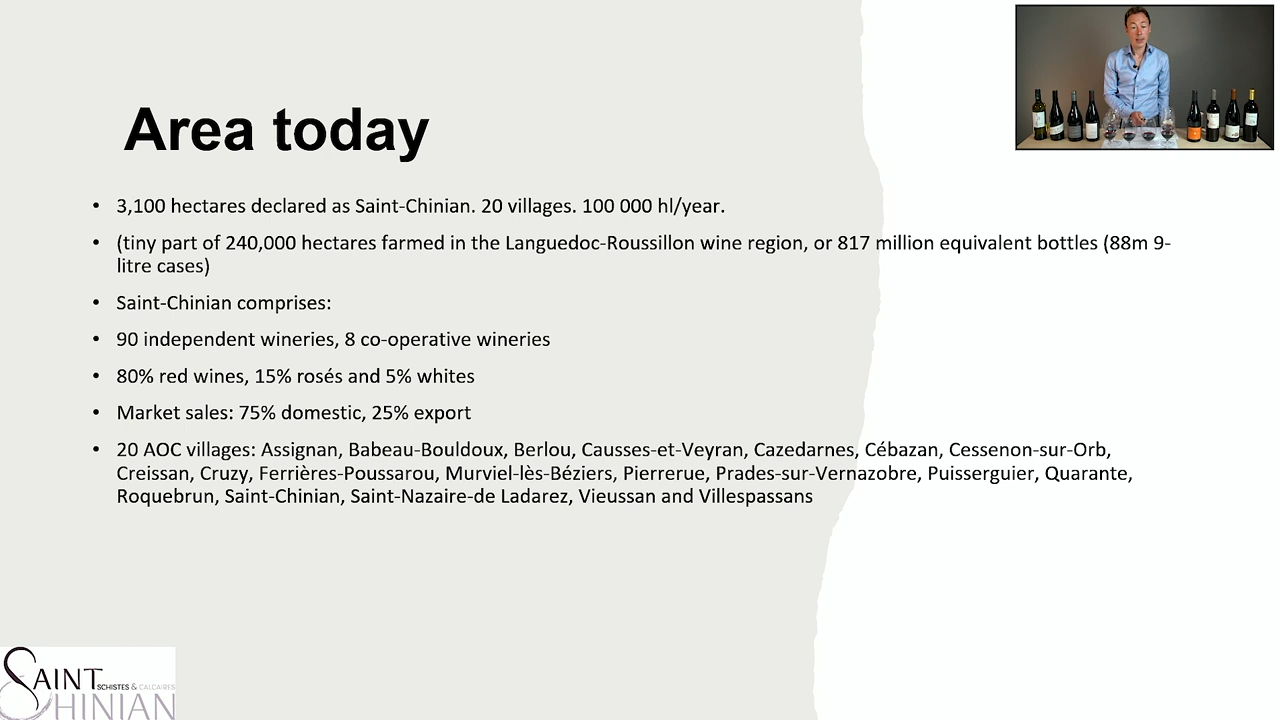 Area today
• 3,100 hectares declared as Saint-Chinian. 20 villages. 100 000 hl/year.
• (tiny part of 240,000 hectares farmed in the Languedoc-Roussillon wine region, or 817 million equivalent bottles (88m 9-
litre cases)
• Saint-Chinian comprises:
• 90 independent wineries, 8 co-operative wineries
• 80% red wines, 15% rosés and 5% whites
• Market sales: 75% domestic, 25% export
• 20 AOC villages: Assignan, Babeau-Bouldoux, Berlou, Causses-et-Veyran, Cazedarnes, Cébazan, Cessenon-sur-Orb,
Creissan, Cruzy, Ferrières-Poussarou, Murviel-lès-Béziers, Pierrerue, Prades-sur-Vernazobre, Puisserguier, Quarante,
Roquebrun, Saint-Chinian, Saint-Nazaire-de Ladarez, Vieussan and Villespassans
SAINT SCHISTES & CALCAIRES
CHINIAN